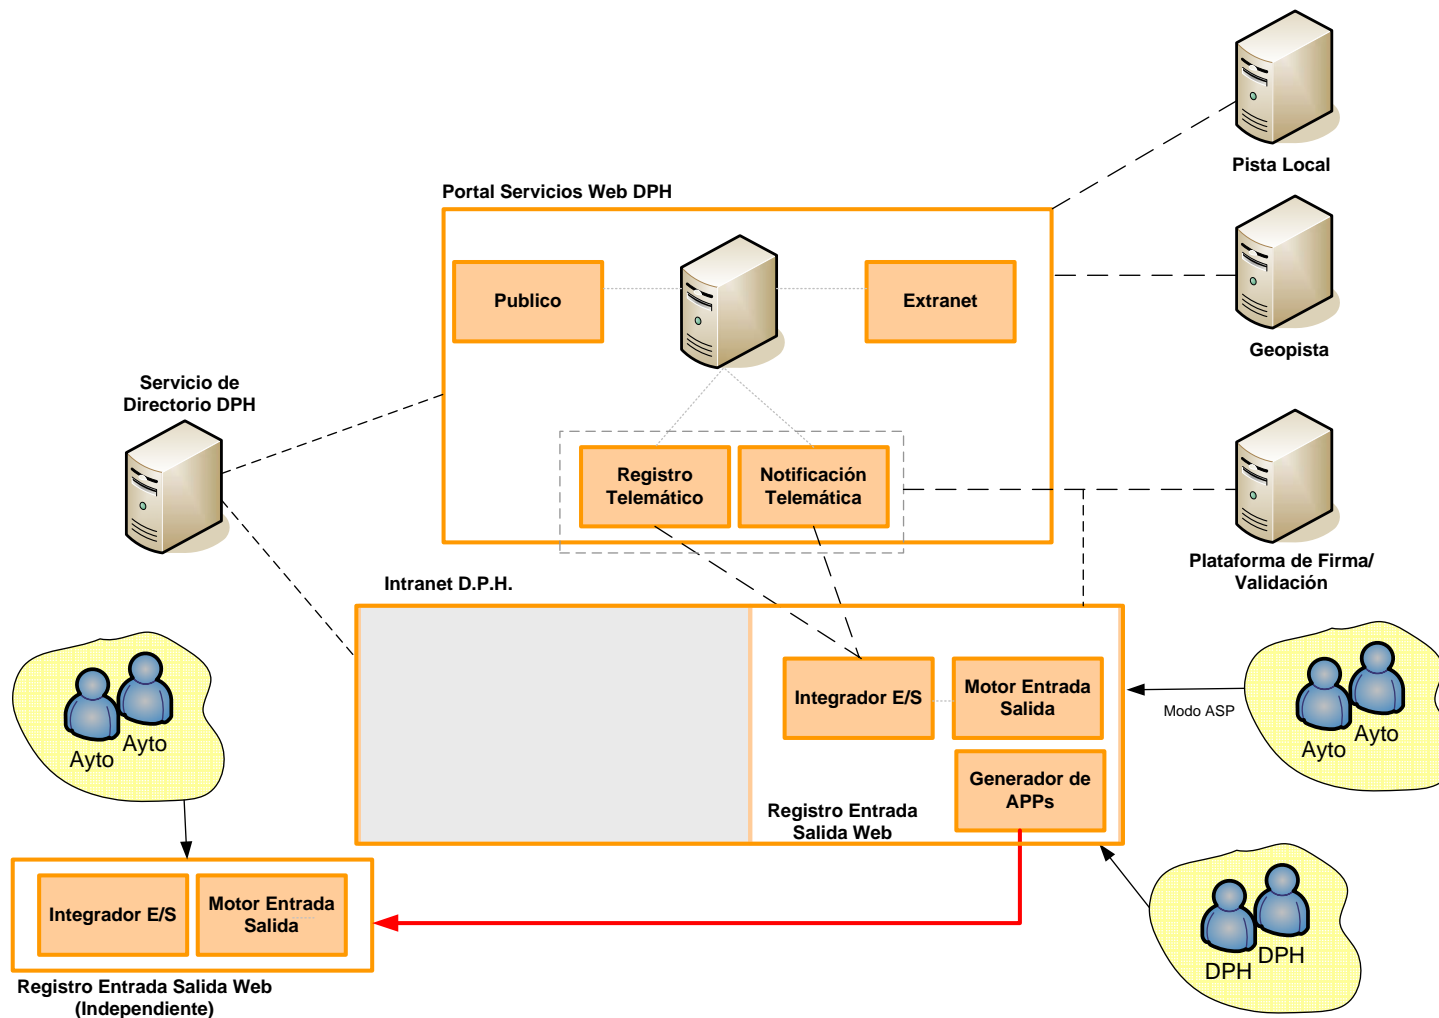 Pista Local
Portal Servicios Web DPH
Publico
Extranet
Geopista
Servicio de
Directorio DPH
Registro
Telemático
Notificación
Telemática
Plataforma de Firma/
Validación
Intranet D.P.H.
Integrador E/S
Motor Entrada
Salida
Modo ASP
Ayto
Ayto
Ayto
Ayto
Generador de
APPs
Registro Entrada
Salida Web
Integrador E/S
Motor Entrada
Salida
DPH
DPH
Registro Entrada Salida Web
(Independiente)